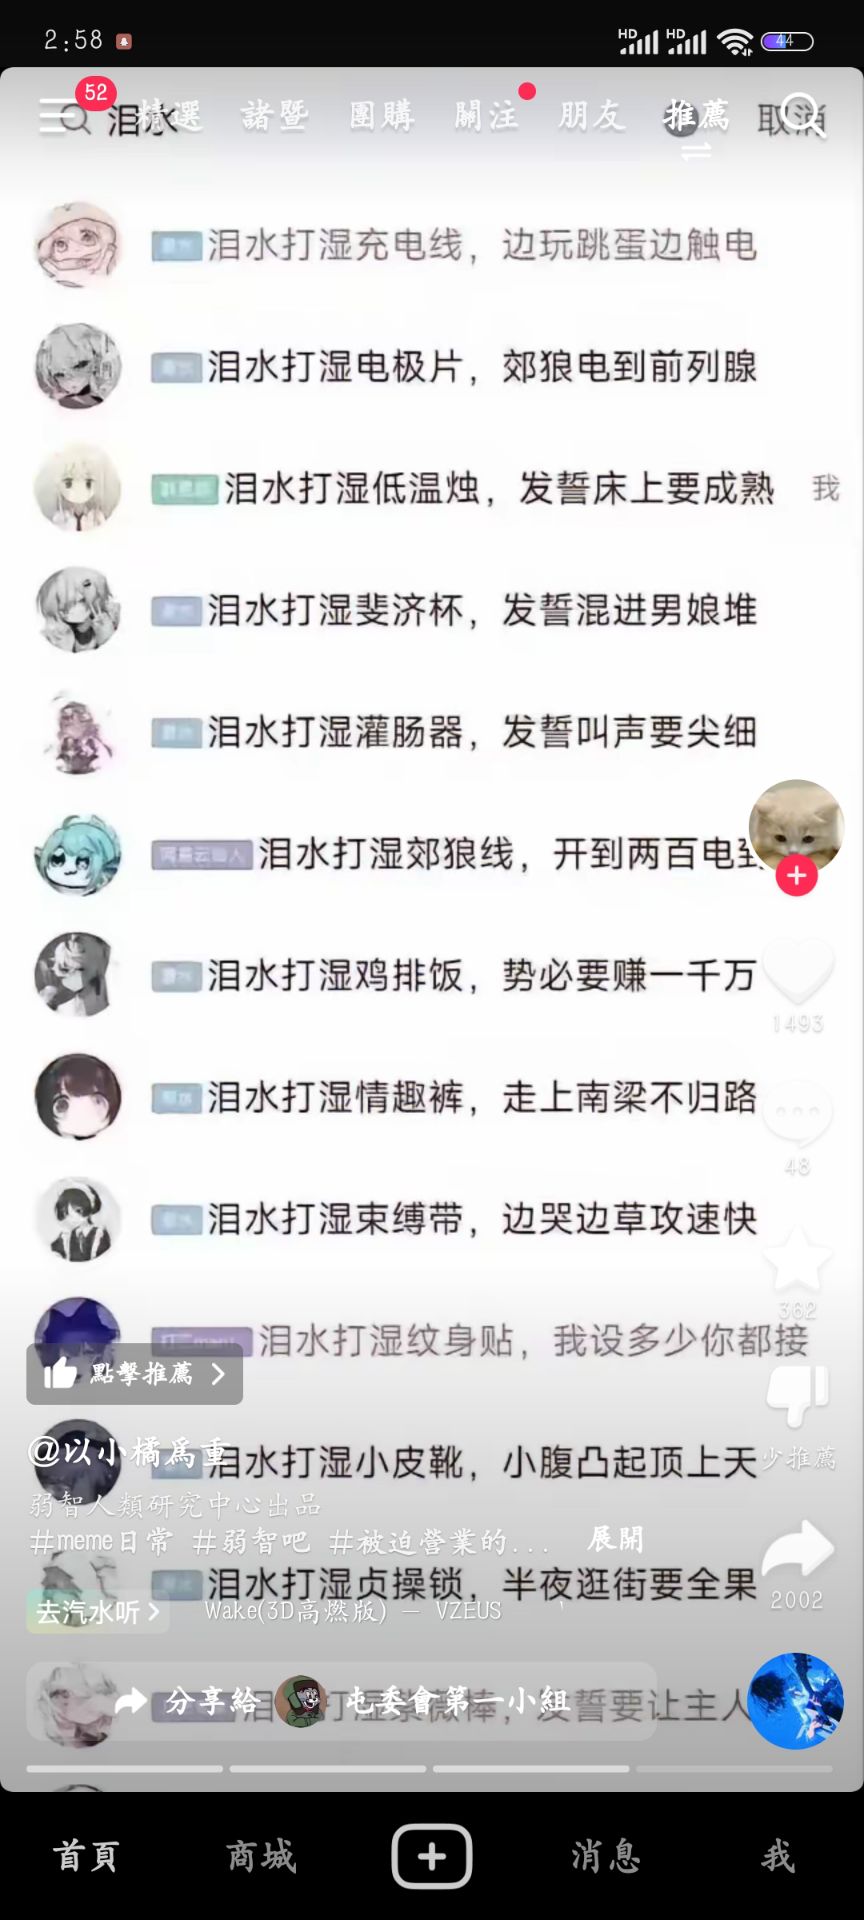 2:58
HD HD 44
52
泪水
精選 諸暨 團購 關注 朋友 推薦
取消
泪水打湿充电线，边玩跳蛋边触电
泪水打湿电极片，郊狼电到前列腺
泪水打湿低温烛，发誓床上要成熟 我
泪水打湿斐济杯，发誓混进男娘堆
泪水打湿灌肠器，发誓叫声要尖细
泪水打湿郊狼线，开到两百电到
泪水打湿鸡排饭，势必要赚一千万
1493
泪水打湿情趣裤，走上南梁不归路
48
泪水打湿束缚带，边哭边草攻速快
362
泪水打湿纹身贴，我设多少你都接
點擊推薦
@以小橘爲重
泪水打湿小皮靴，小腹凸起顶上天
少推薦
弱智人類研究中心出品
#meme日常 #弱智吧 #被迫營業的... 展開
泪水打湿贞操锁，半夜逛街要全果
2002
去汽水听 Wake(3D高燃版) - VZEUS
分享給 屯委會第一小組
泪 打湿紫薇棒，发誓要让主人
首頁 商城 消息 我